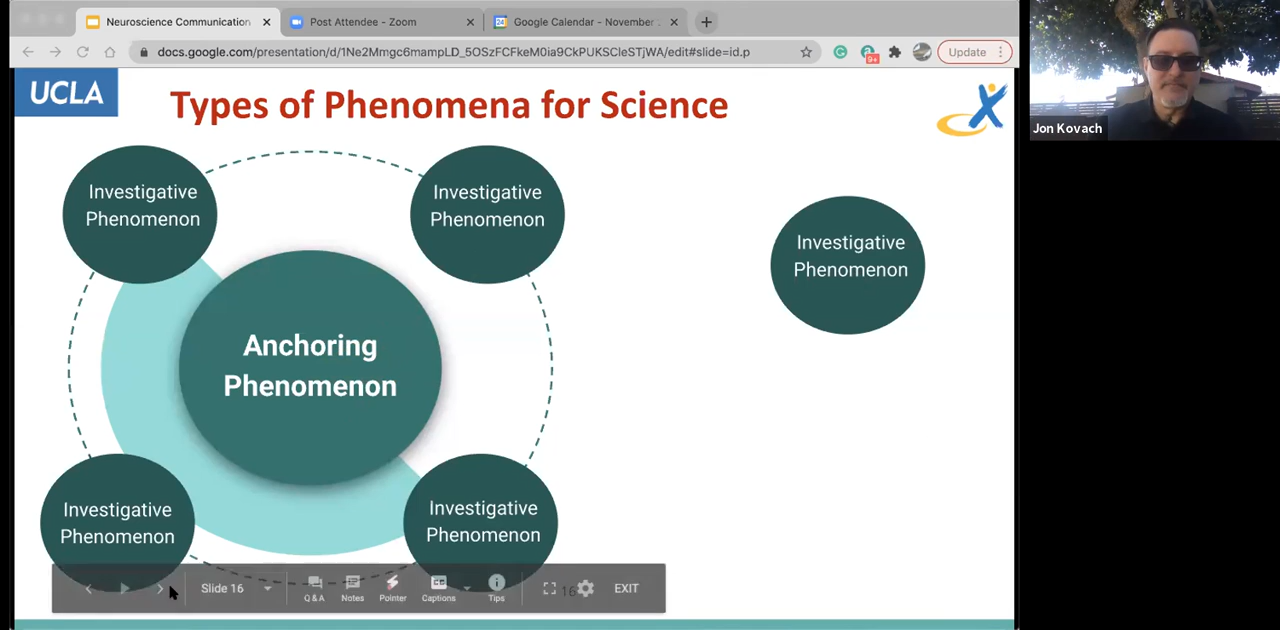 Neuroscience Communication
Post Attendee - Zoom
Google Calendar - November
docs.google.com/presentation/d/1Ne2Mmgc6mampLD_5OSzFCFkeM0ia9CkPUKSCleSTjWA/edit#slide=id.p
9+
Update
UCLA
Types of Phenomena for Science
Jon Kovach
Investigative
Phenomenon
Investigative
Phenomenon
Investigative
Phenomenon
Anchoring
Phenomenon
Investigative
Phenomenon
Investigative
Phenomenon
Slide 16
Q & A
Notes
Pointer
Captions
Tips
16
EXIT